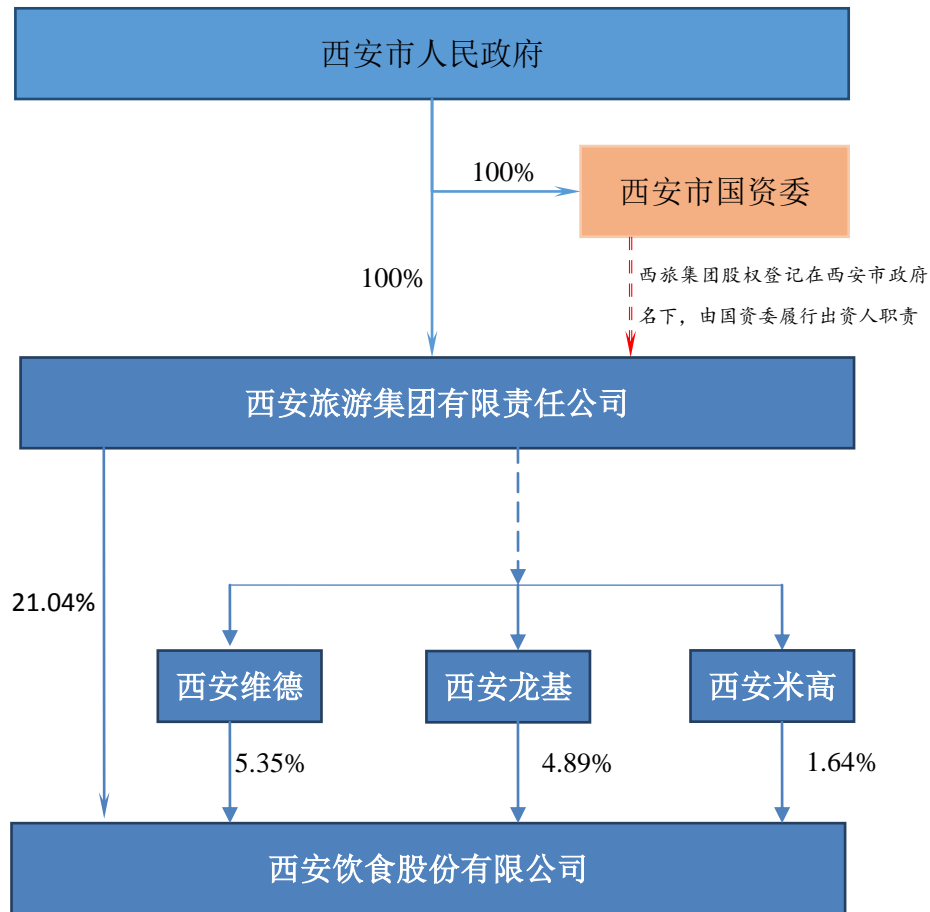 西安市人民政府
100%
西安市国资委
100%
西旅集团股权登记在西安市政府
名下，由国资委履行出资人职责
西安旅游集团有限责任公司
21.04%
西安维德
西安龙基
西安米高
5.35%
4.89%
1.64%
西安饮食股份有限公司